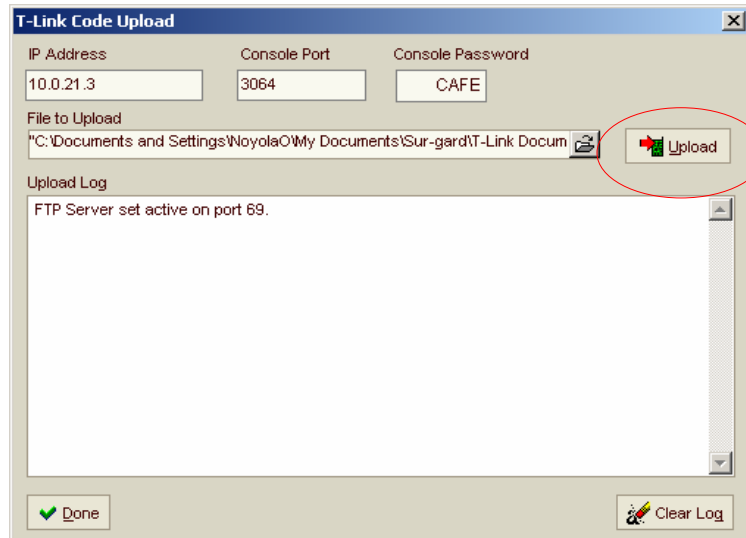 T-Link Code Upload
IP Address Console Port Console Password
10.0.21.3 3064 CAFE
File to Upload
"C:\Documents and Settings\NoyolaO\My Documents\Sur-gard\T-Link Docum Upload
Upload Log
FTP Server set active on port 69.
Done Clear Log